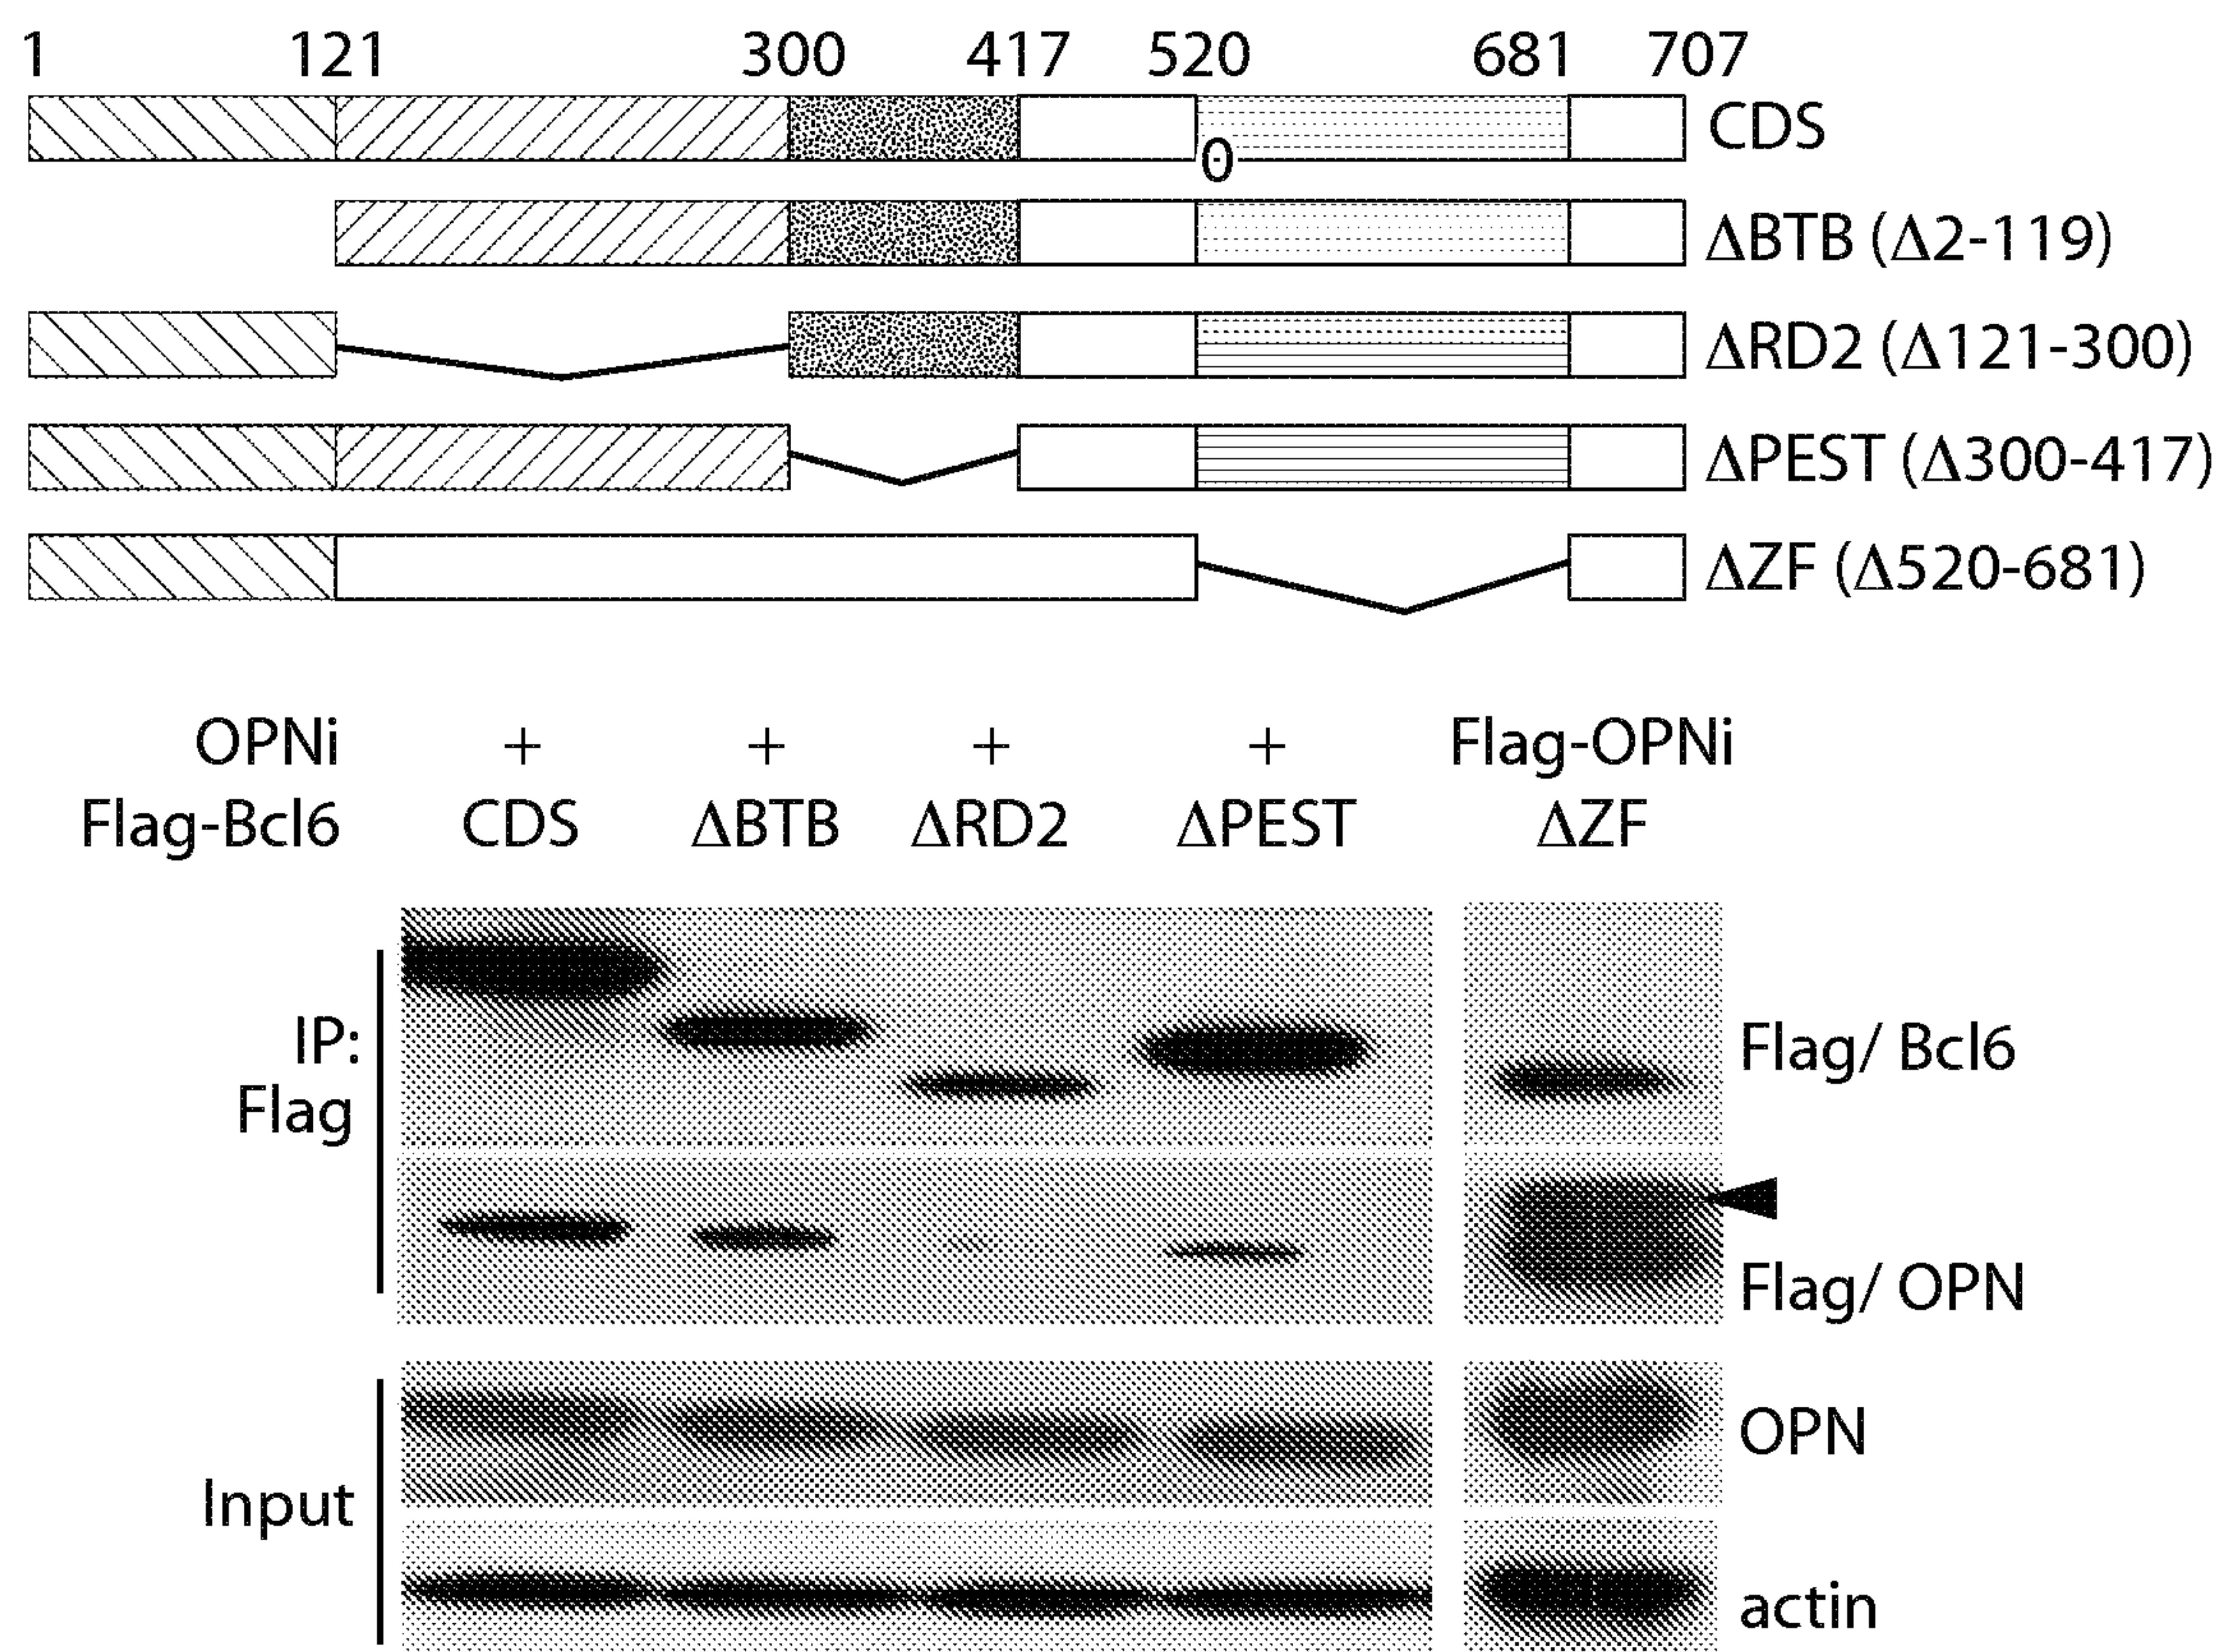 1 121 300 417 520 681 707
CDS
0
ΔBTB (Δ2-119)
ΔRD2 (Δ121-300)
ΔPEST (Δ300-417)
ΔZF (Δ520-681)
OPNi + + + + Flag-OPNi
Flag-Bcl6 CDS ΔBTB ΔRD2 ΔPEST ΔZF
IP:
Flag
Flag/ Bcl6
Flag/ OPN
Input
OPN
actin